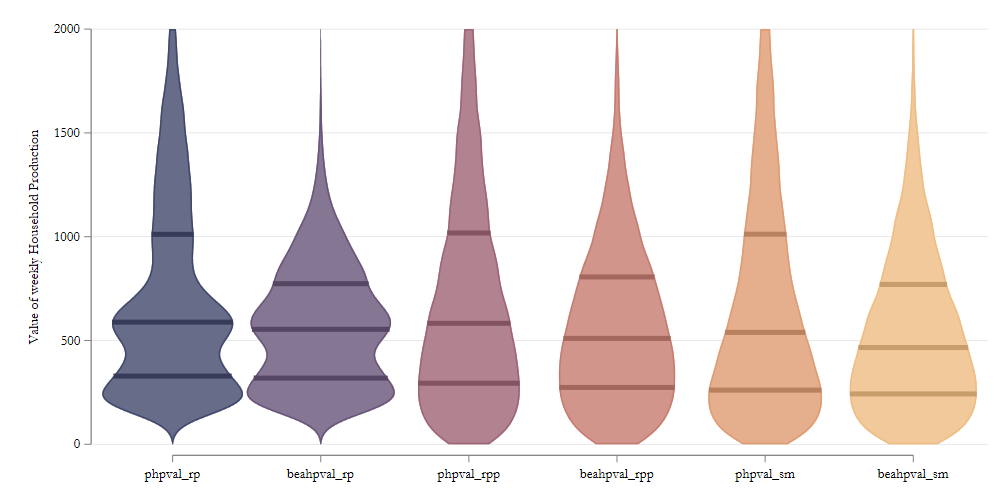 Value of weekly Household Production
2000
1500
1000
500
0
phpval_rp beahpval_rp phpval_rpp beahpval_rpp phpval_sm beahpval_sm